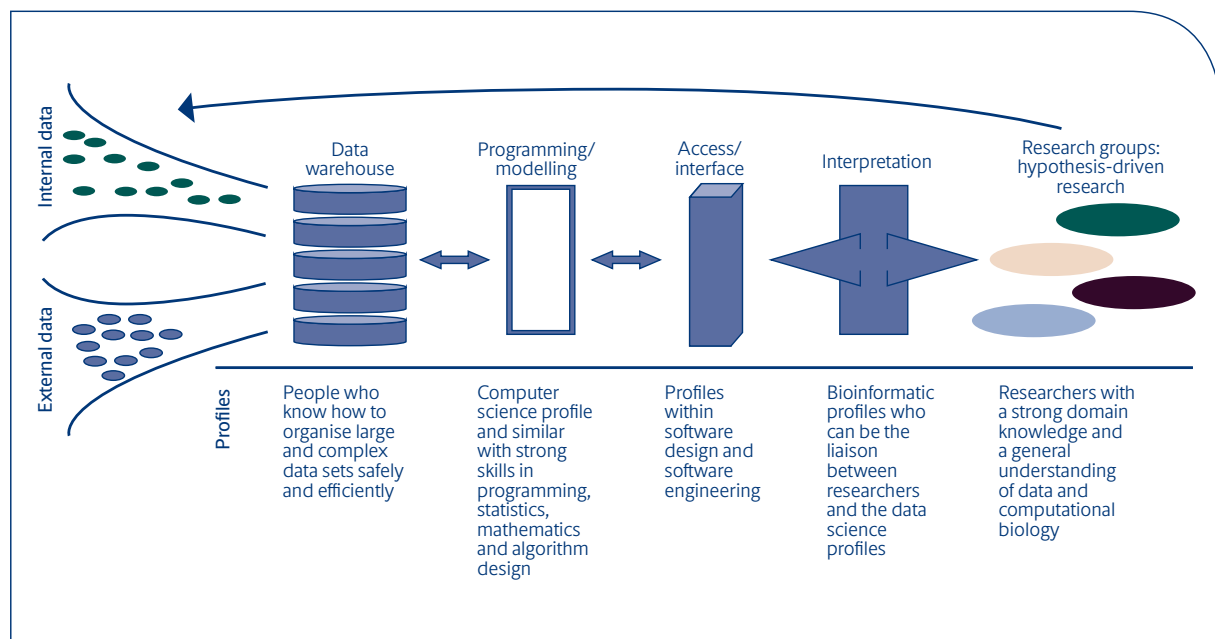 Internal data
External data
Data
warehouse
Programming/
modelling
Access/
interface
Interpretation
Research groups:
hypothesis-driven
research
Profiles
People who
know how to
organise large
and complex
data sets safely
and efficiently
Computer
science profile
and similar
with strong
skills in
programming,
statistics,
mathematics
and algorithm
design
Profiles
within
software
design and
software
engineering
Bioinformatic
profiles who
can be the
liaison
between
researchers
and the data
science
profiles
Researchers with
a strong domain
knowledge and
a general
understanding
of data and
computational
biology